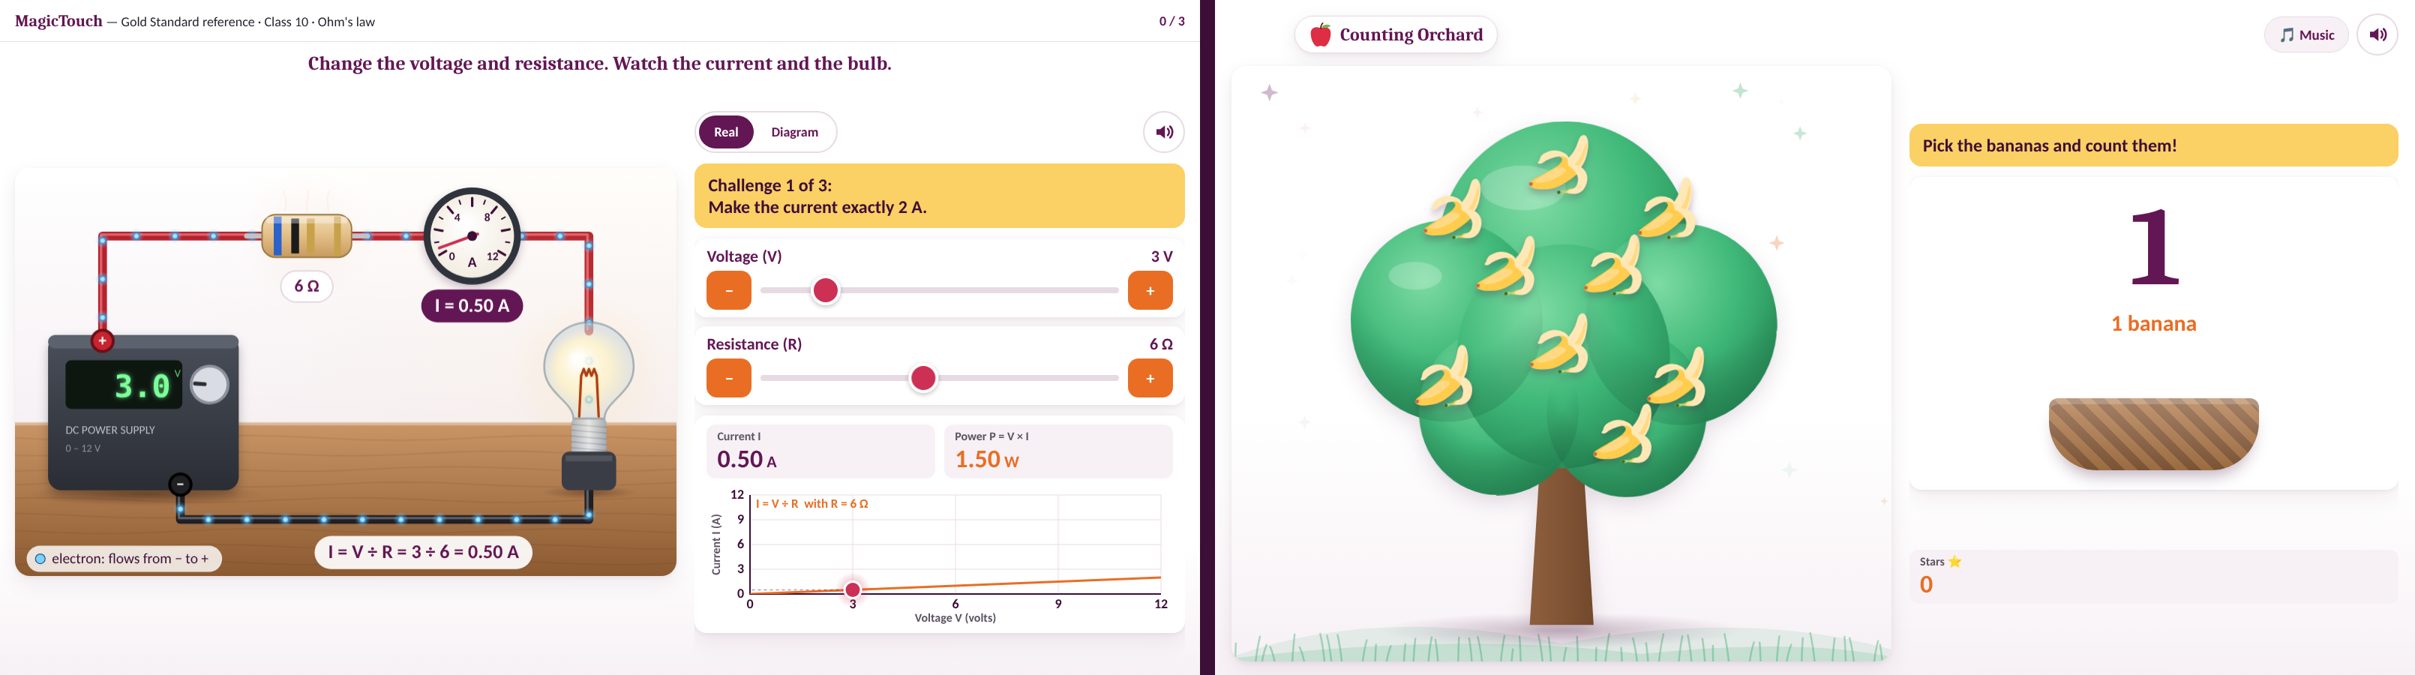 MagicTouch — Gold Standard reference · Class 10 · Ohm's law
0 / 3
Change the voltage and resistance. Watch the current and the bulb.
Real
Diagram
Challenge 1 of 3:
Make the current exactly 2 A.
Voltage (V)
3 V
–
+
Resistance (R)
6 Ω
–
+
Current I
0.50 A
Power P = V × I
1.50 W
I = V ÷ R with R = 6 Ω
Current I (A)
12
9
6
3
0
0
3
6
9
12
Voltage V (volts)
6 Ω
0
4
8
12
A
I = 0.50 A
+
3.0 V
DC POWER SUPPLY
0 – 12 V
–
electron: flows from – to +
I = V ÷ R = 3 ÷ 6 = 0.50 A
Counting Orchard
Music
Pick the bananas and count them!
1
1 banana
Stars
0